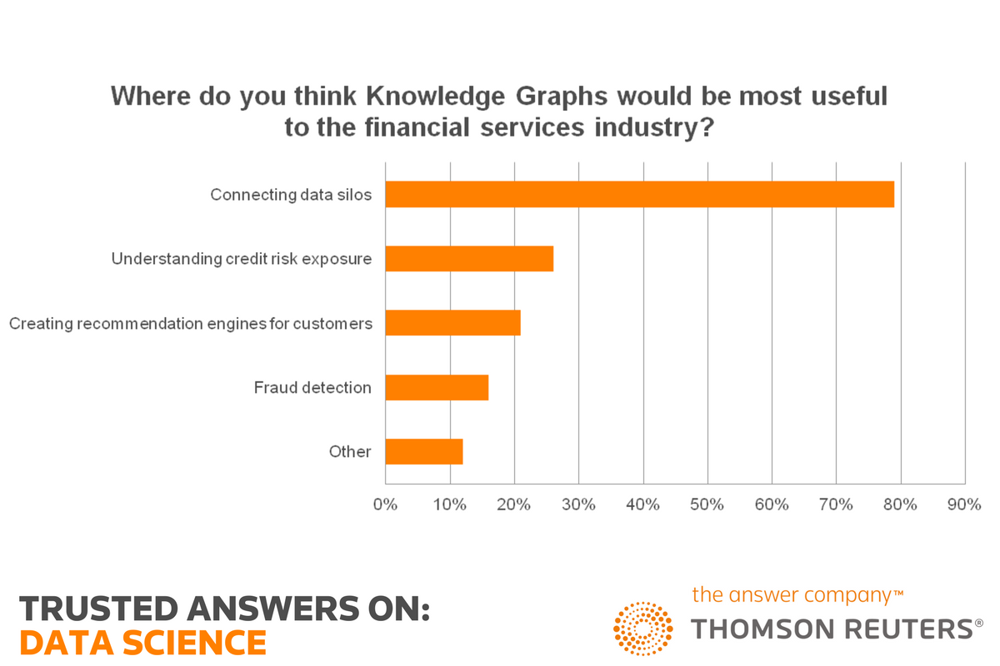 Where do you think Knowledge Graphs would be most useful
to the financial services industry?
Connecting data silos
Understanding credit risk exposure
Creating recommendation engines for customers
Fraud detection
Other
0% 10% 20% 30% 40% 50% 60% 70% 80% 90%
TRUSTED ANSWERS ON:
DATA SCIENCE
the answer company™
THOMSON REUTERS®